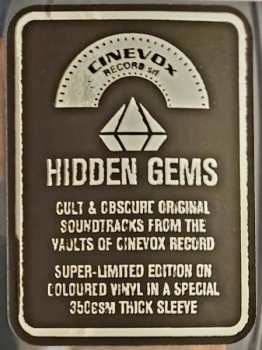 CINEVOX
RECORD srl
HIDDEN GEMS
CULT & OBSCURE ORIGINAL
SOUNDTRACKS FROM THE
VAULTS OF CINEVOX RECORD
SUPER-LIMITED EDITION ON
COLOURED VINYL IN A SPECIAL
350GSM THICK SLEEVE